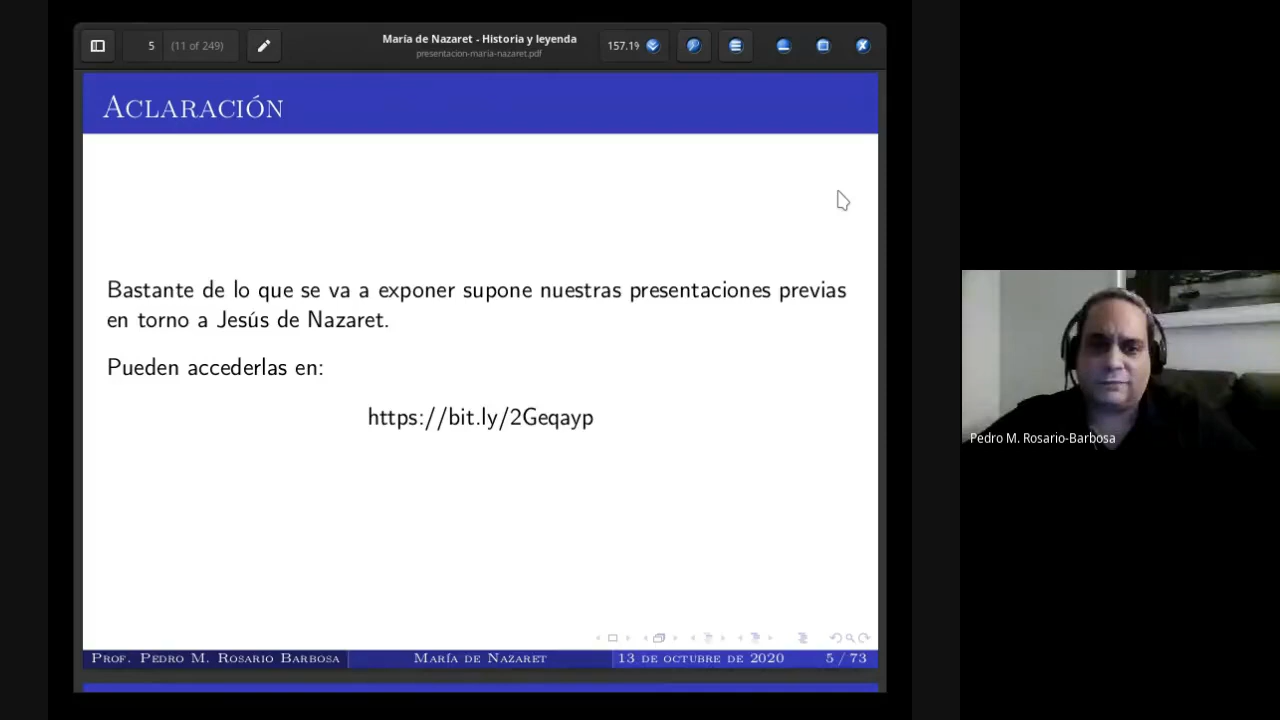 5 (11 of 249)
María de Nazaret - Historia y leyenda
presentacion-maria-nazaret.pdf
157.1%
Aclaración
Bastante de lo que se va a exponer supone nuestras presentaciones previas
en torno a Jesús de Nazaret.
Pueden accederlas en:
https://bit.ly/2Geqayp
Pedro M. Rosario-Barbosa
Prof. Pedro M. Rosario Barbosa María de Nazaret 13 de octubre de 2020 5 / 73